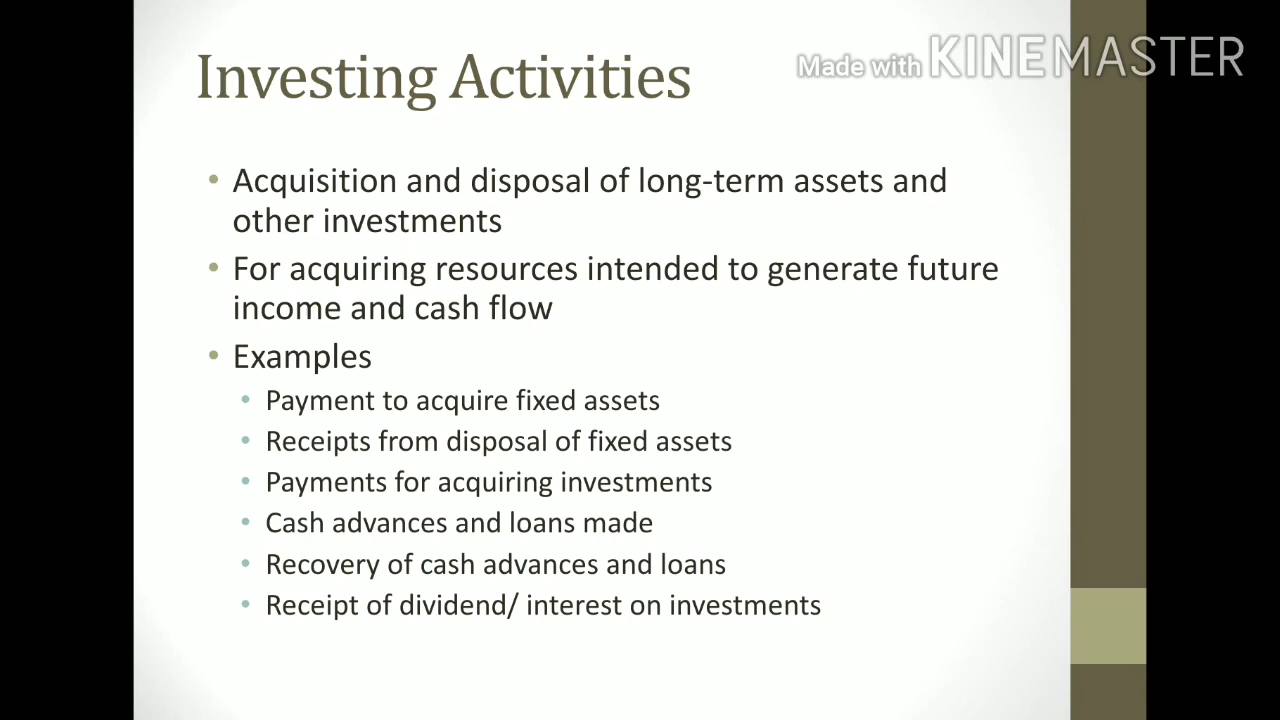 Investing Activities
Made with KINEMASTER
• Acquisition and disposal of long-term assets and
other investments
• For acquiring resources intended to generate future
income and cash flow
• Examples
• Payment to acquire fixed assets
• Receipts from disposal of fixed assets
• Payments for acquiring investments
• Cash advances and loans made
• Recovery of cash advances and loans
• Receipt of dividend/ interest on investments